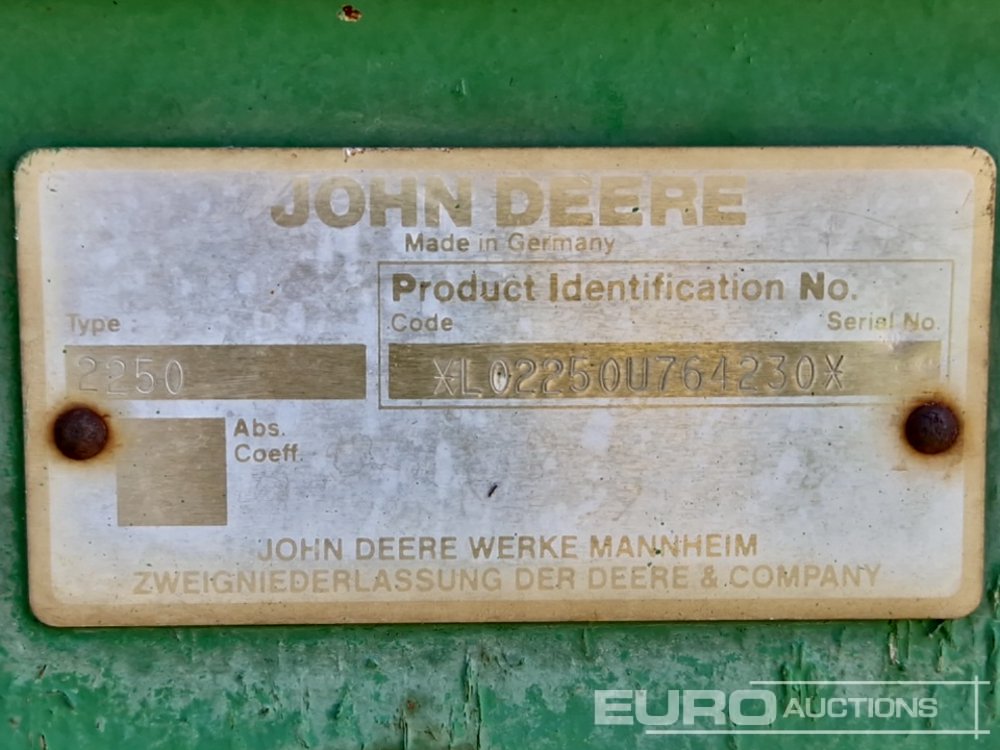 JOHN DEERE
Made in Germany
Product Identification No.
Type
Code
Serial No.
2250
*L02250U764230*
Abs.
Coeff.
JOHN DEERE WERKE MANNHEIM
ZWEIGNIEDERLASSUNG DER DEERE & COMPANY
EURO AUCTIONS